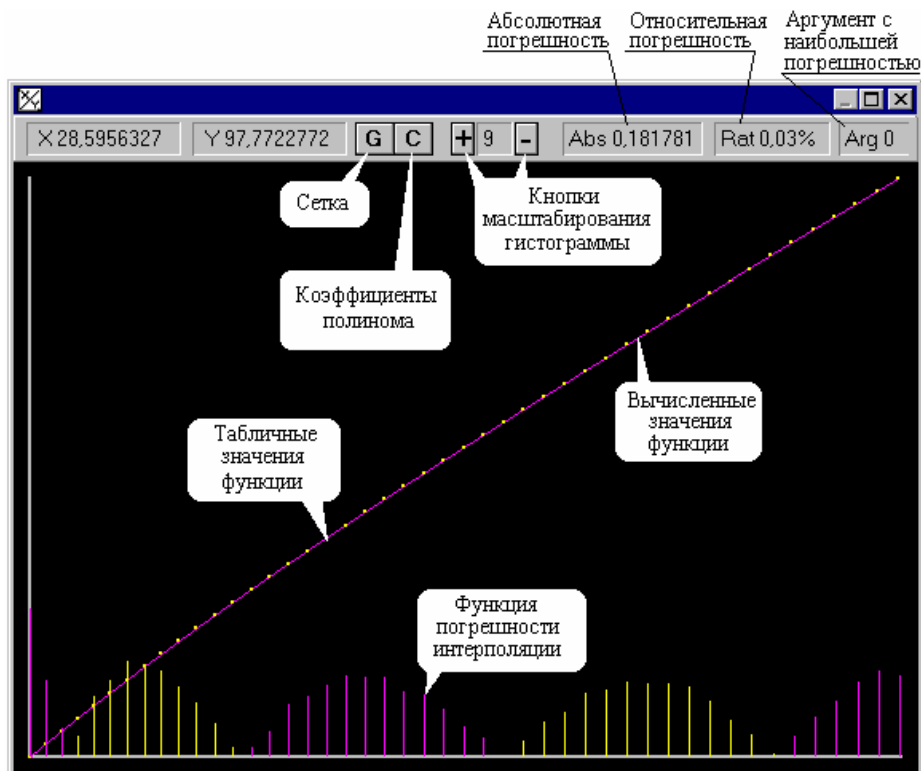 Абсолютная
погрешность
Относительная
погрешность
Аргумент с
наибольшей
погрешностью
X 28,5956327
Y 97,7722772
G
C
+
9
-
Abs 0,181781
Rat 0,03%
Arg 0
Сетка
Кнопки
масштабирования
гистограммы
Коэффициенты
полинома
Вычисленные
значения
функции
Табличные
значения
функции
Функция
погрешности
интерполяции